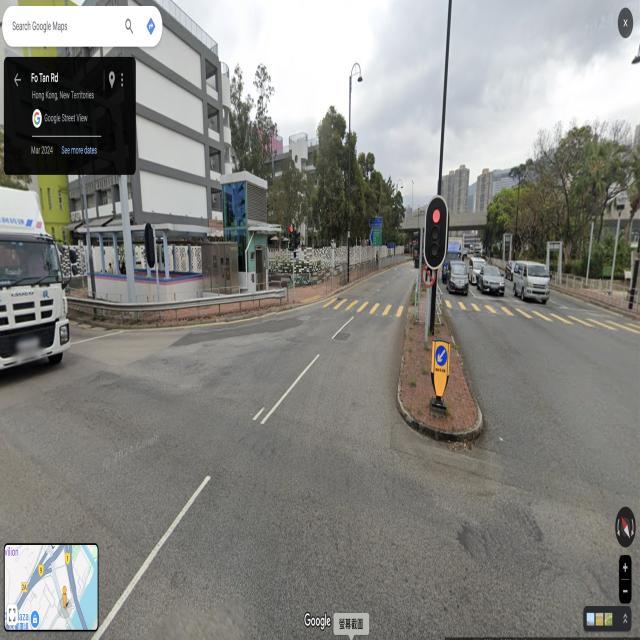 Search Google Maps
X
Fo Tan Rd
Hong Kong, New Territories
Google Street View
Mar 2024
See more dates
Google
螢幕截圖